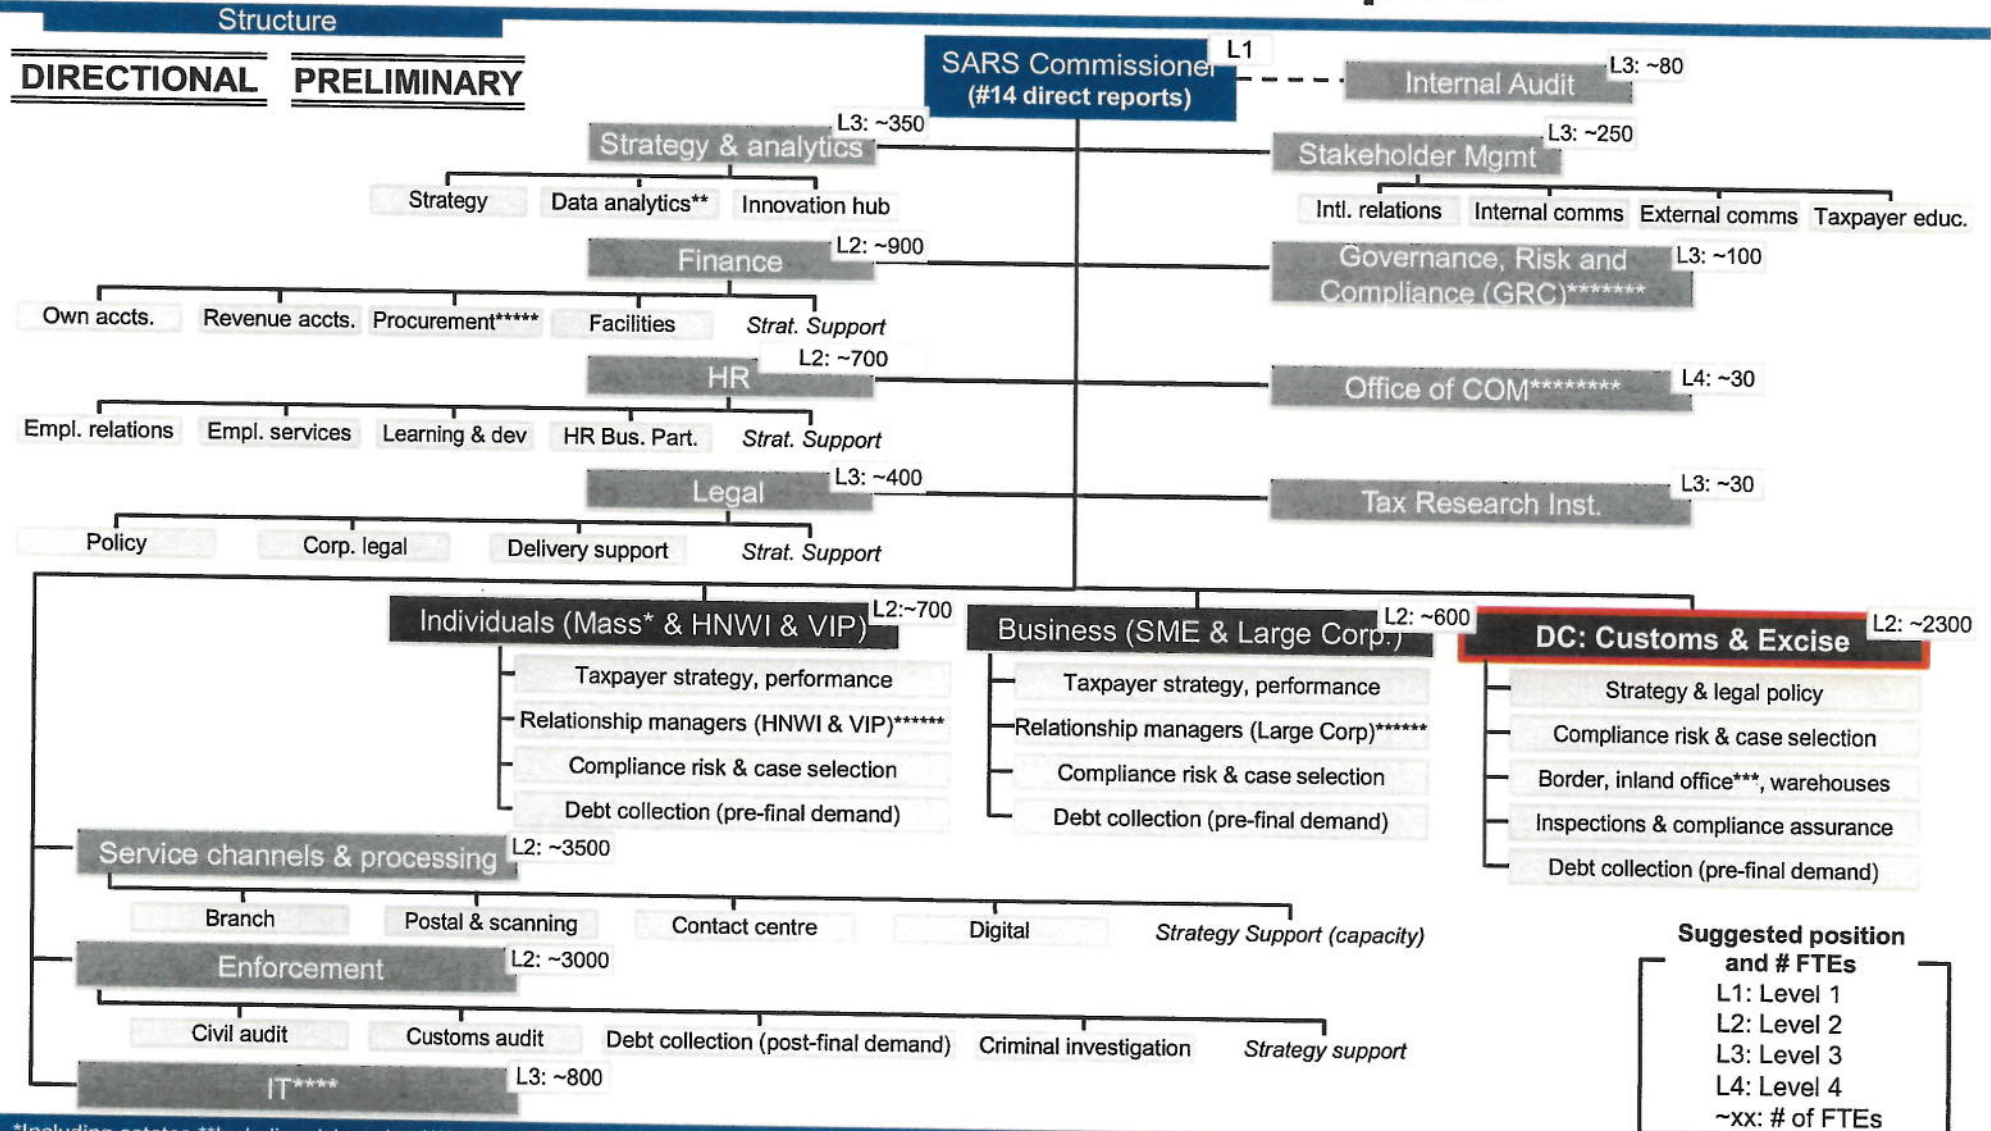 Structure
DIRECTIONAL PRELIMINARY
SARS Commissioner
(#14 direct reports)
L1
Internal Audit
L3: ~80
Strategy & analytics
L3: ~350
Strategy
Data analytics**
Innovation hub
Stakeholder Mgmt
L3: ~250
Intl. relations
Internal comms
External comms
Taxpayer educ.
Finance
L2: ~900
Own accts.
Revenue accts.
Procurement*****
Facilities
Strat. Support
Governance, Risk and
Compliance (GRC)*******
L3: ~100
HR
L2: ~700
Empl. relations
Empl. services
Learning & dev
HR Bus. Part.
Strat. Support
Office of COM********
L4: ~30
Legal
L3: ~400
Policy
Corp. legal
Delivery support
Strat. Support
Tax Research Inst.
L3: ~30
Individuals (Mass* & HNWI & VIP)
L2:~700
Taxpayer strategy, performance
Relationship managers (HNWI & VIP)******
Compliance risk & case selection
Debt collection (pre-final demand)
Business (SME & Large Corp.)
L2: ~600
Taxpayer strategy, performance
Relationship managers (Large Corp)******
Compliance risk & case selection
Debt collection (pre-final demand)
DC: Customs & Excise
L2: ~2300
Strategy & legal policy
Compliance risk & case selection
Border, inland office***, warehouses
Inspections & compliance assurance
Debt collection (pre-final demand)
Service channels & processing
L2: ~3500
Branch
Postal & scanning
Contact centre
Digital
Strategy Support (capacity)
Enforcement
L2: ~3000
Civil audit
Customs audit
Debt collection (post-final demand)
Criminal investigation
Strategy support
IT****
L3: ~800
Suggested position
and # FTEs
L1: Level 1
L2: Level 2
L3: Level 3
L4: Level 4
~xx: # of FTEs